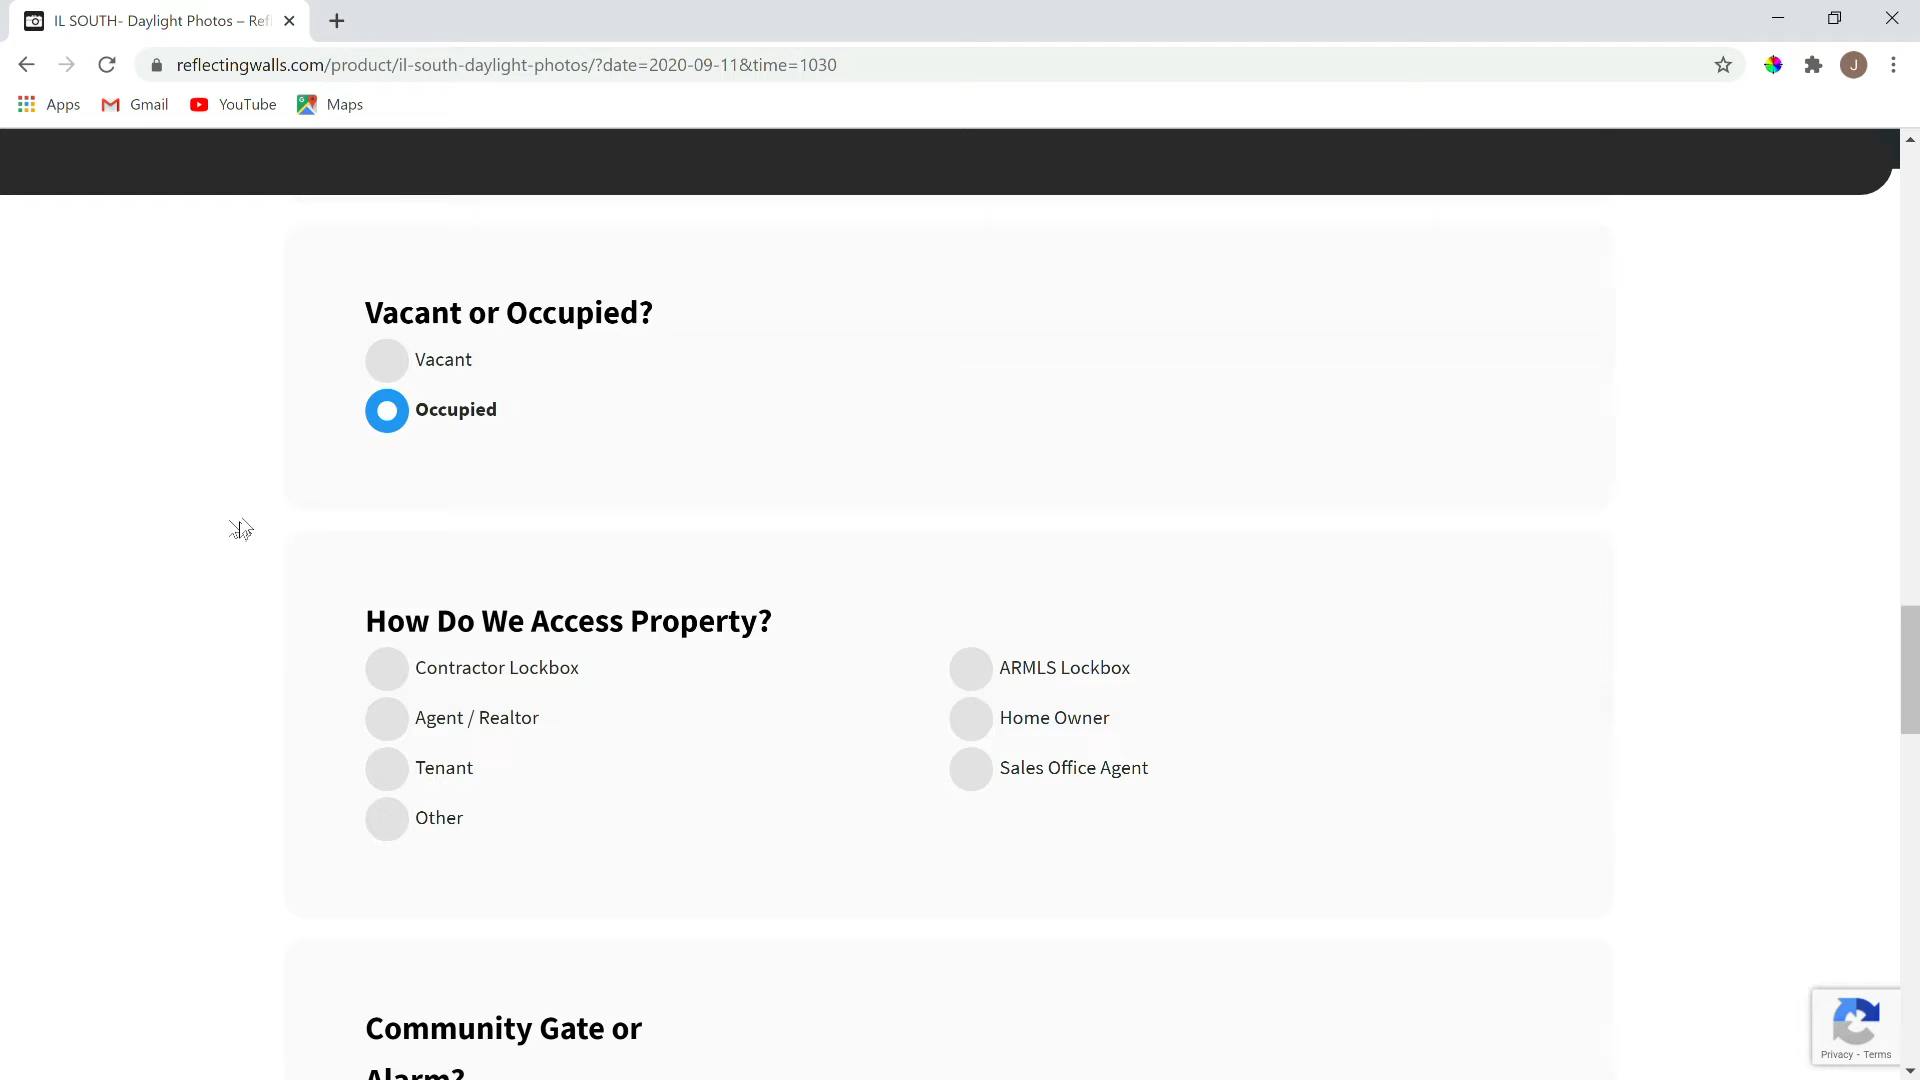 IL SOUTH- Daylight Photos – Refl
reflectingwalls.com/product/il-south-daylight-photos/?date=2020-09-11&time=1030
J
Apps Gmail YouTube Maps
Vacant or Occupied?
Vacant
Occupied
How Do We Access Property?
Contractor Lockbox ARMLS Lockbox
Agent / Realtor Home Owner
Tenant Sales Office Agent
Other
Community Gate or
Alarm?
Privacy - Terms